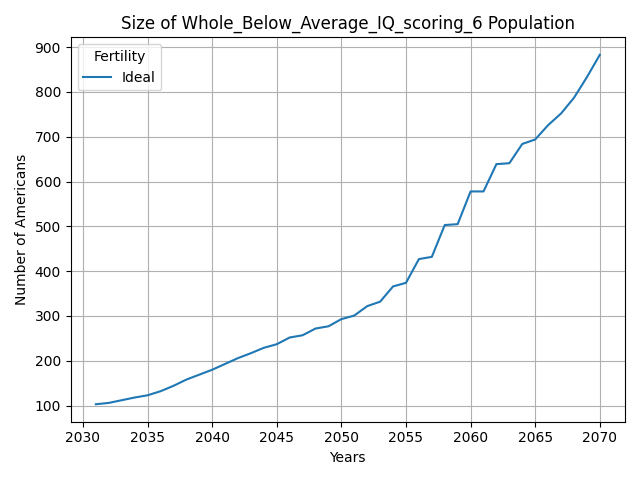 Size of Whole_Below_Average_IQ_scoring_6 Population
Fertility
Ideal
Number of Americans
900
800
700
600
500
400
300
200
100
2030 2035 2040 2045 2050 2055 2060 2065 2070
Years